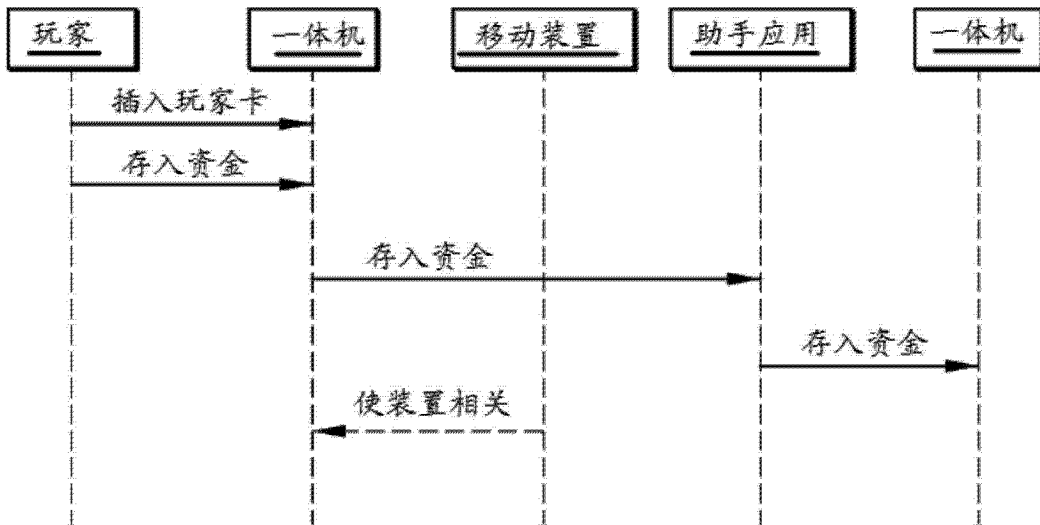 玩家
一体机
移动装置
助手应用
一体机
插入玩家卡
存入资金
存入资金
存入资金
使装置相关